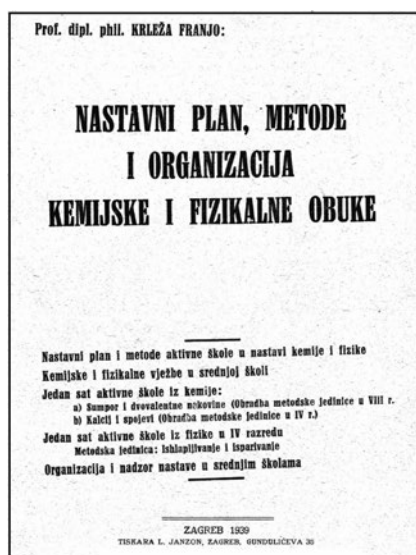 Prof. dipl. phil. KRLEŽA FRANJO:
NASTAVNI PLAN, METODE
I ORGANIZACIJA
KEMIJSKE I FIZIKALNE OBUKE
Nastavni plan i metode aktivne škole u nastavi kemije i fizike
Kemijske i fizikalne vježbe u srednjoj školi
Jedan sat aktivne škole iz kemije:
a) Sumpor i dvovalentne nekovine (Obradba metodske jedinice u VIII r.
b) Kalcij i spojevi (Obradba metodske jedinice u IV r.)
Jedan sat aktivne škole iz fizike u IV razredu
Metodska jedinica: ishlapljivanje i isparivanje
Organizacija i nadzor nastave u srednjim školama
ZAGREB 1939
TISKARA L. JANZON, ZAGREB, GUNDULIĆEVA 38